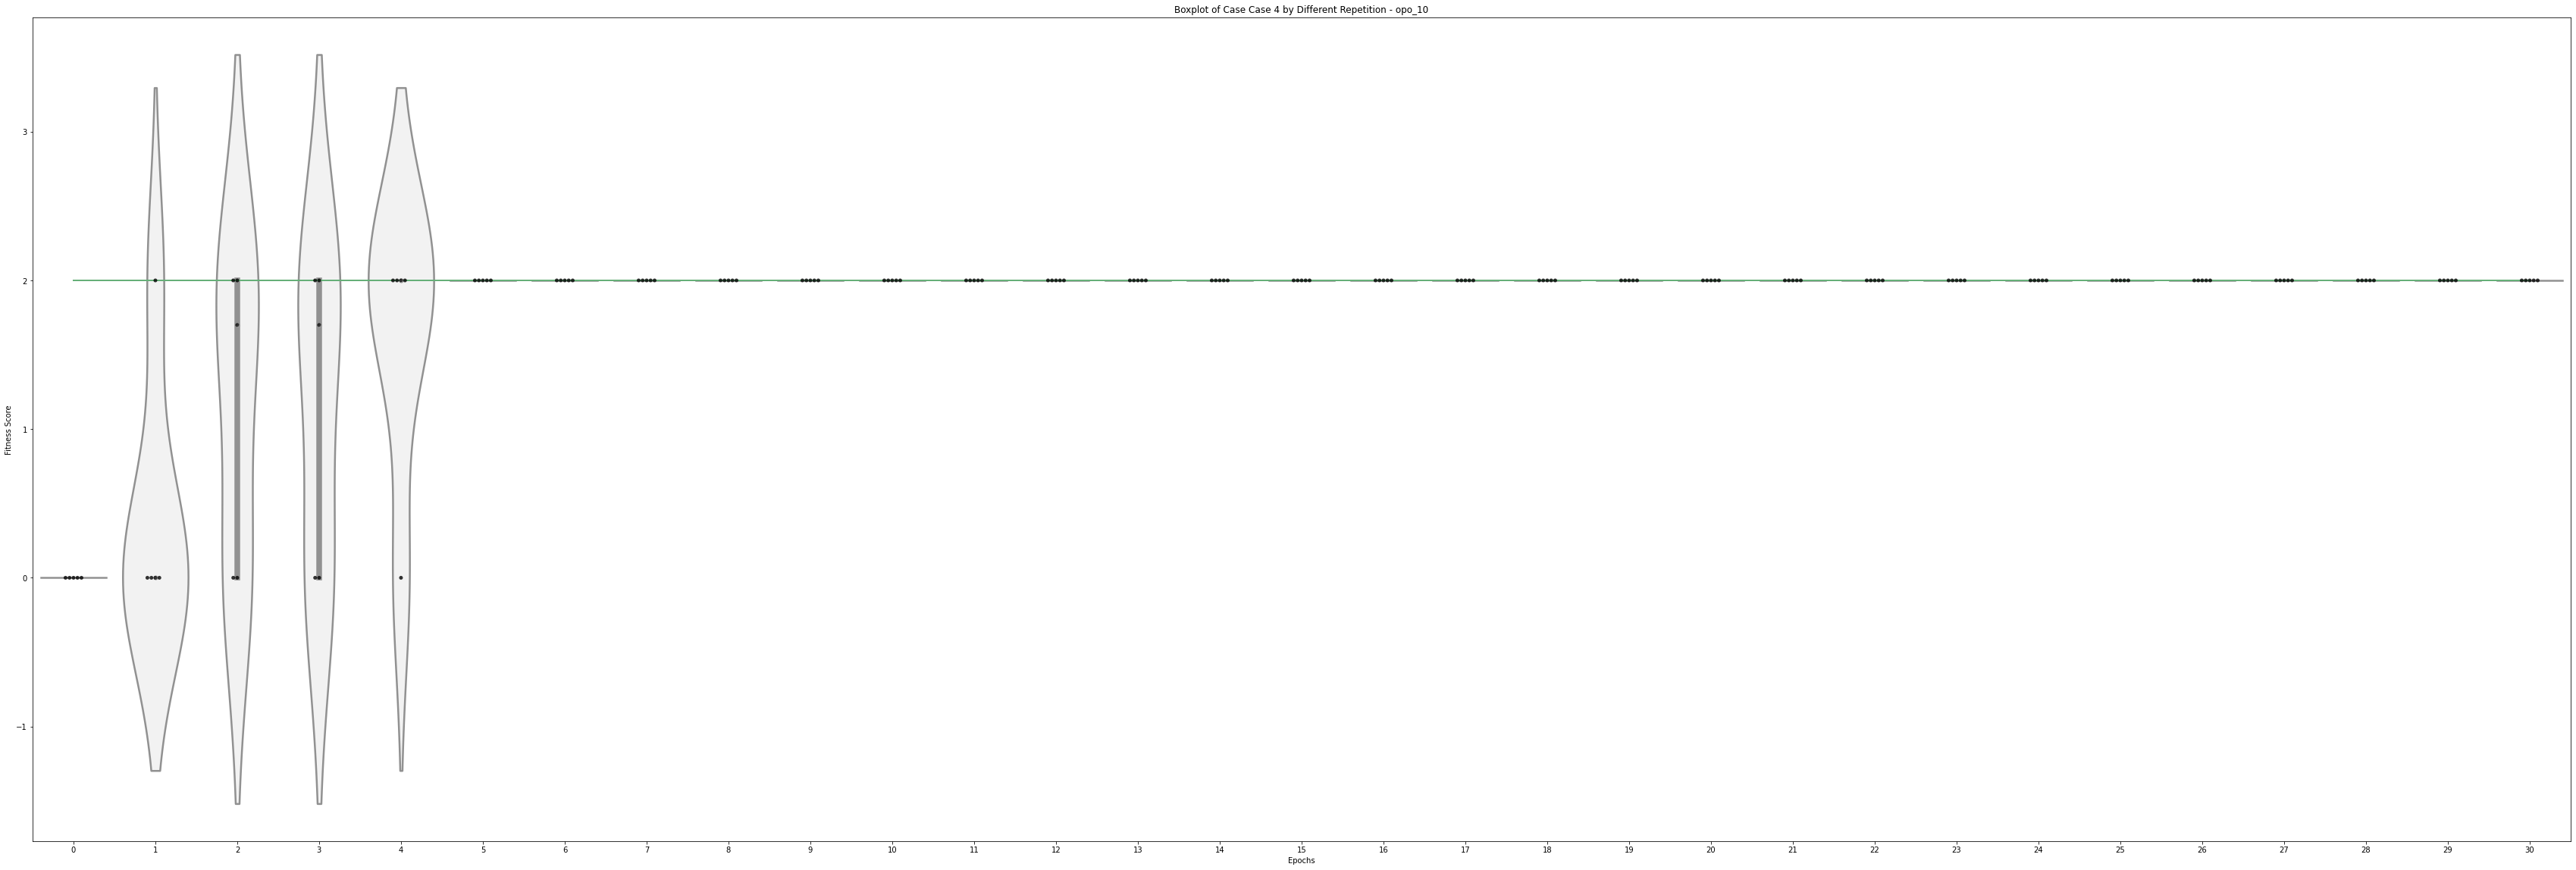 Boxplot of Case Case 4 by Different Repetition - opo_10
Fitness Score
3
2
1
0
−1
0 1 2 3 4 5 6 7 8 9 10 11 12 13 14 15 16 17 18 19 20 21 22 23 24 25 26 27 28 29 30
Epochs